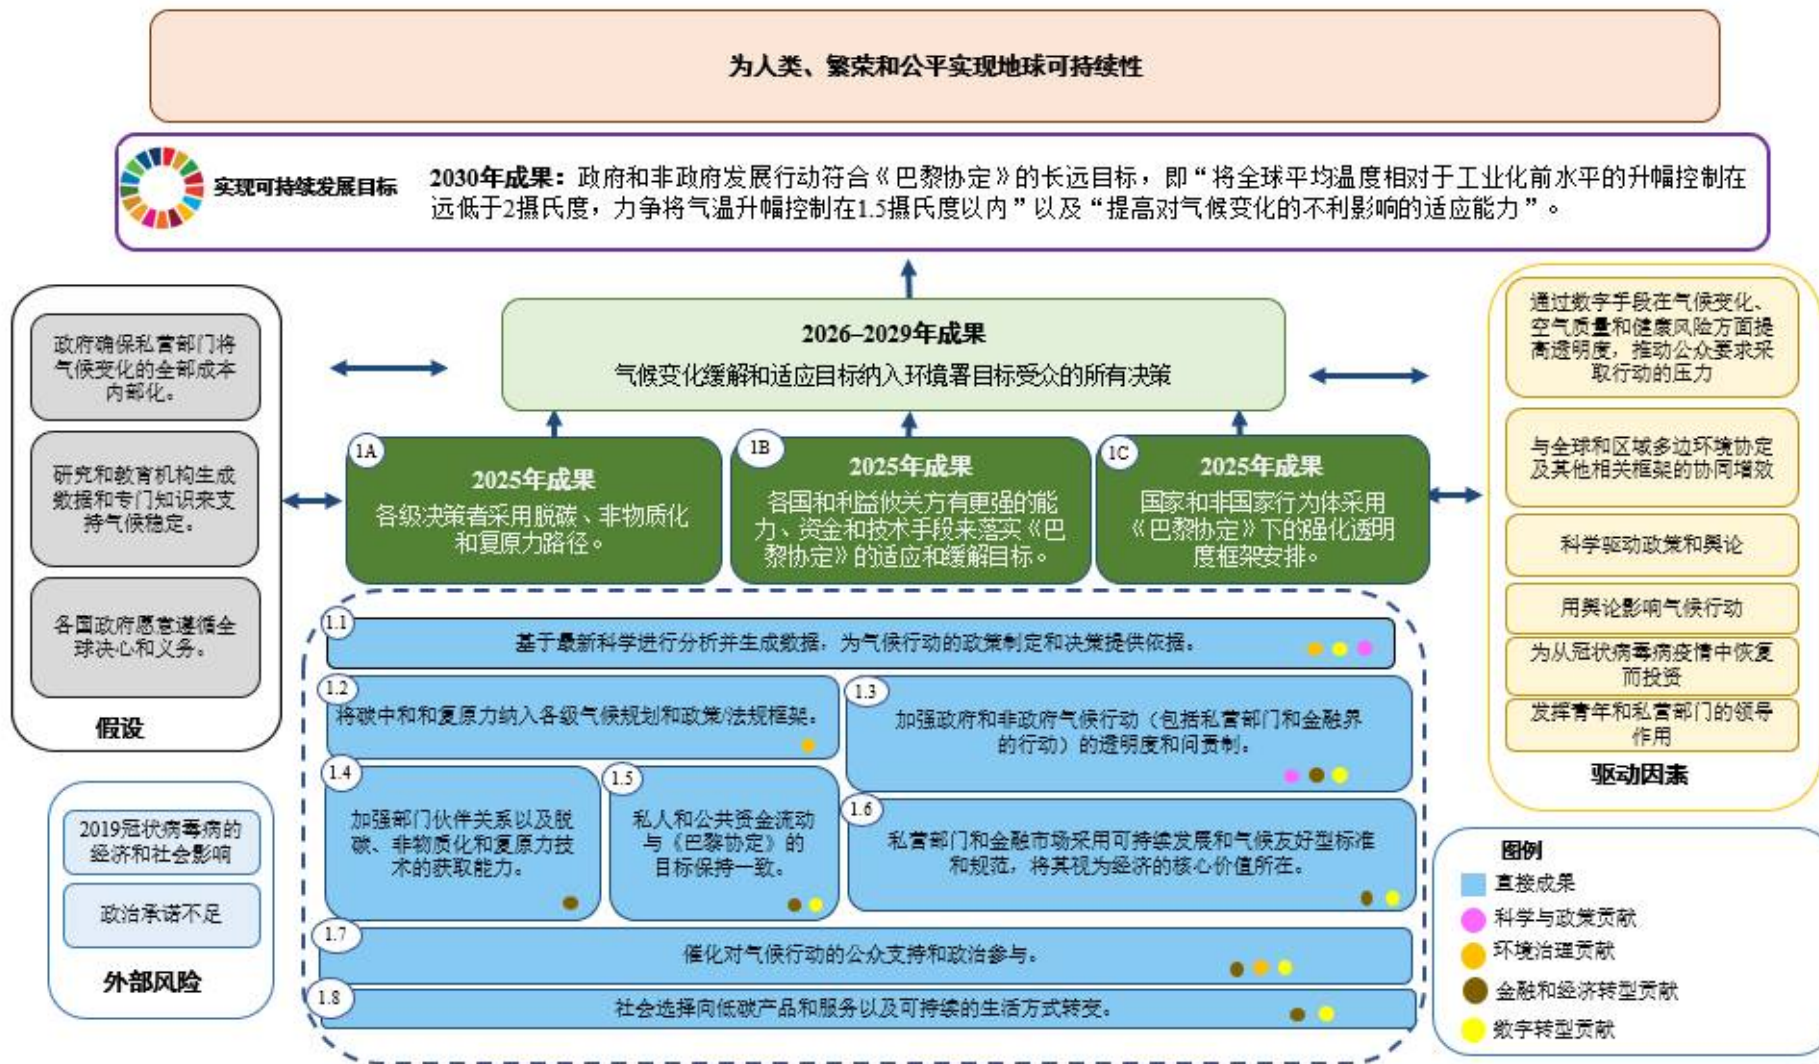 为人类、繁荣和公平实现地球可持续性
实现可持续发展目标
2030年成果：政府和非政府发展行动符合《巴黎协定》的长远目标，即“将全球平均温度相对于工业化前水平的升幅控制在
远低于2摄氏度，力争将气温升幅控制在1.5摄氏度以内”以及“提高对气候变化的不利影响的适应能力”。
政府确保私营部门将
气候变化的全部成本
内部化。
研究和教育机构生成
数据和专门知识来支
持气候稳定。
各国政府愿意遵循全
球决心和义务。
假设
2019冠状病毒病的
经济和社会影响
政治承诺不足
外部风险
2026–2029年成果
气候变化缓解和适应目标纳入环境署目标受众的所有决策
1A
2025年成果
各级决策者采用脱碳、非物质化
和复原力路径。
1B
2025年成果
各国和利益攸关方有更强的能
力、资金和技术手段来落实《巴
黎协定》的适应和缓解目标。
1C
2025年成果
国家和非国家行为体采用
《巴黎协定》下的强化透明
度框架安排。
1.1
基于最新科学进行分析并生成数据，为气候行动的政策制定和决策提供依据。
1.2
将碳中和和复原力纳入各级气候规划和政策/法规框架。
1.3
加强政府和非政府气候行动（包括私营部门和金融界
的行动）的透明度和问责制。
1.4
加强部门伙伴关系以及脱
碳、非物质化和复原力技
术的获取能力。
1.5
私人和公共资金流动
与《巴黎协定》的
目标保持一致。
1.6
私营部门和金融市场采用可持续发展和气候友好型标准
和规范，将其视为经济的核心价值所在。
1.7
催化对气候行动的公众支持和政治参与。
1.8
社会选择向低碳产品和服务以及可持续的生活方式转变。
通过数字手段在气候变化、
空气质量和健康风险方面提
高透明度，推动公众要求采
取行动的压力
与全球和区域多边环境协定
及其他相关框架的协同增效
科学驱动政策和舆论
用舆论影响气候行动
为从冠状病毒病疫情中恢复
而投资
发挥青年和私营部门的领导
作用
驱动因素
图例
直接成果
科学与政策贡献
环境治理贡献
金融和经济转型贡献
数字转型贡献